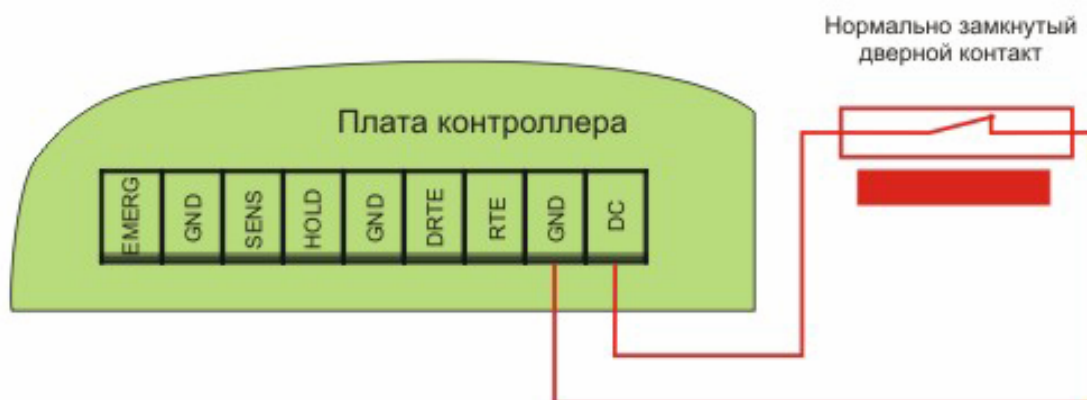 Нормально замкнутый
дверной контакт
Плата контроллера
EMERG
GND
SENS
HOLD
GND
DRTE
RTE
GND
DC